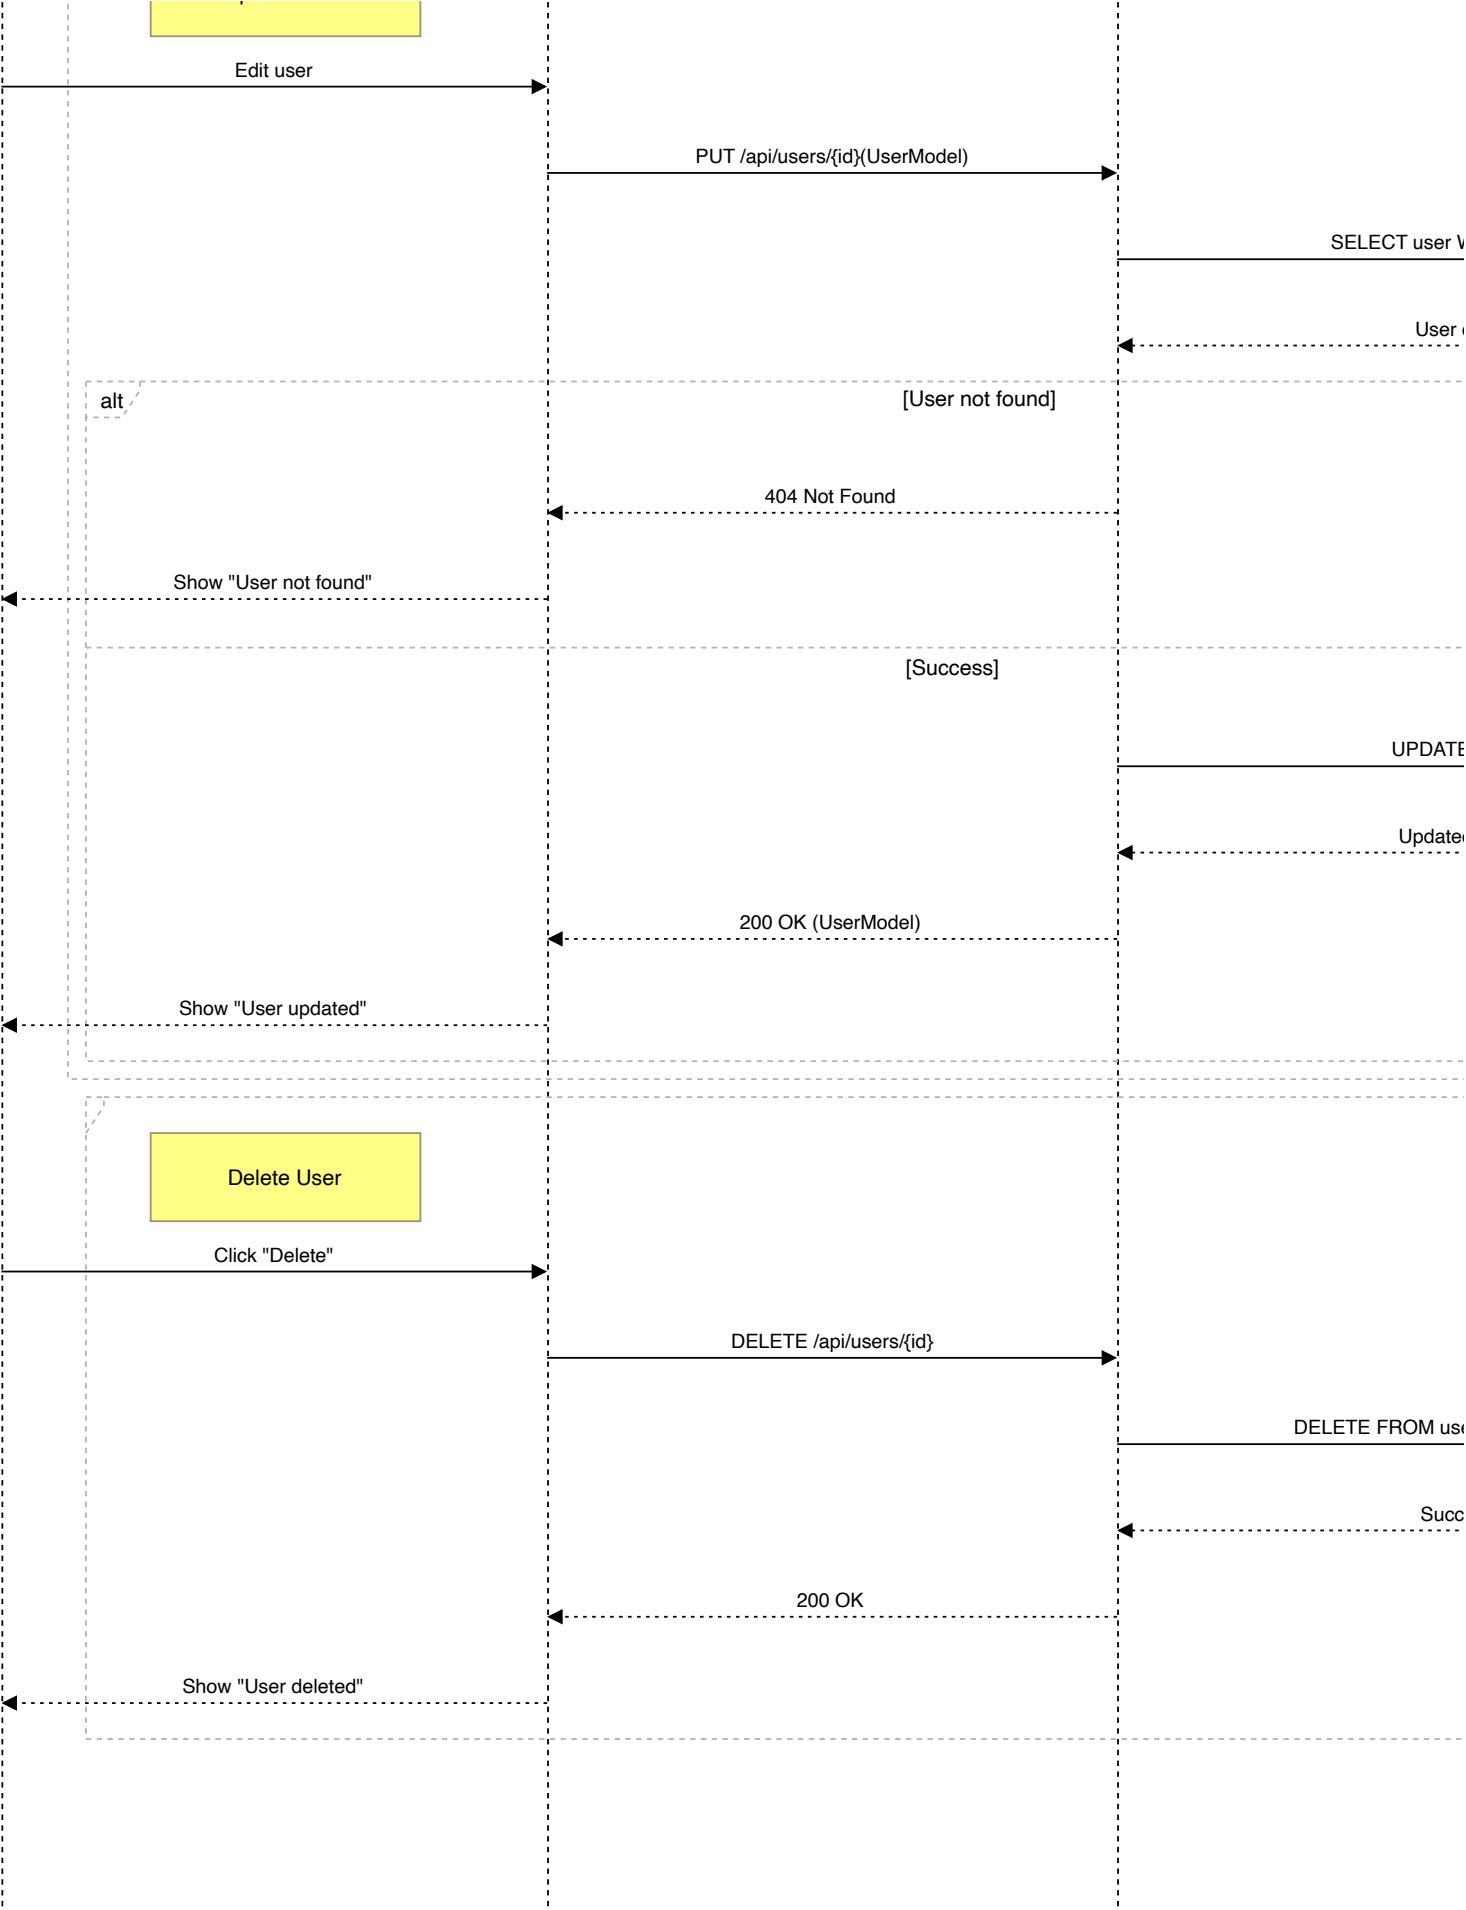 Edit user
PUT /api/users/{id}(UserModel)
SELECT user
User
alt
[User not found]
404 Not Found
Show "User not found"
[Success]
UPDATE
Updated
200 OK (UserModel)
Show "User updated"
Delete User
Click "Delete"
DELETE /api/users/{id}
DELETE FROM
200 OK
Show "User deleted"